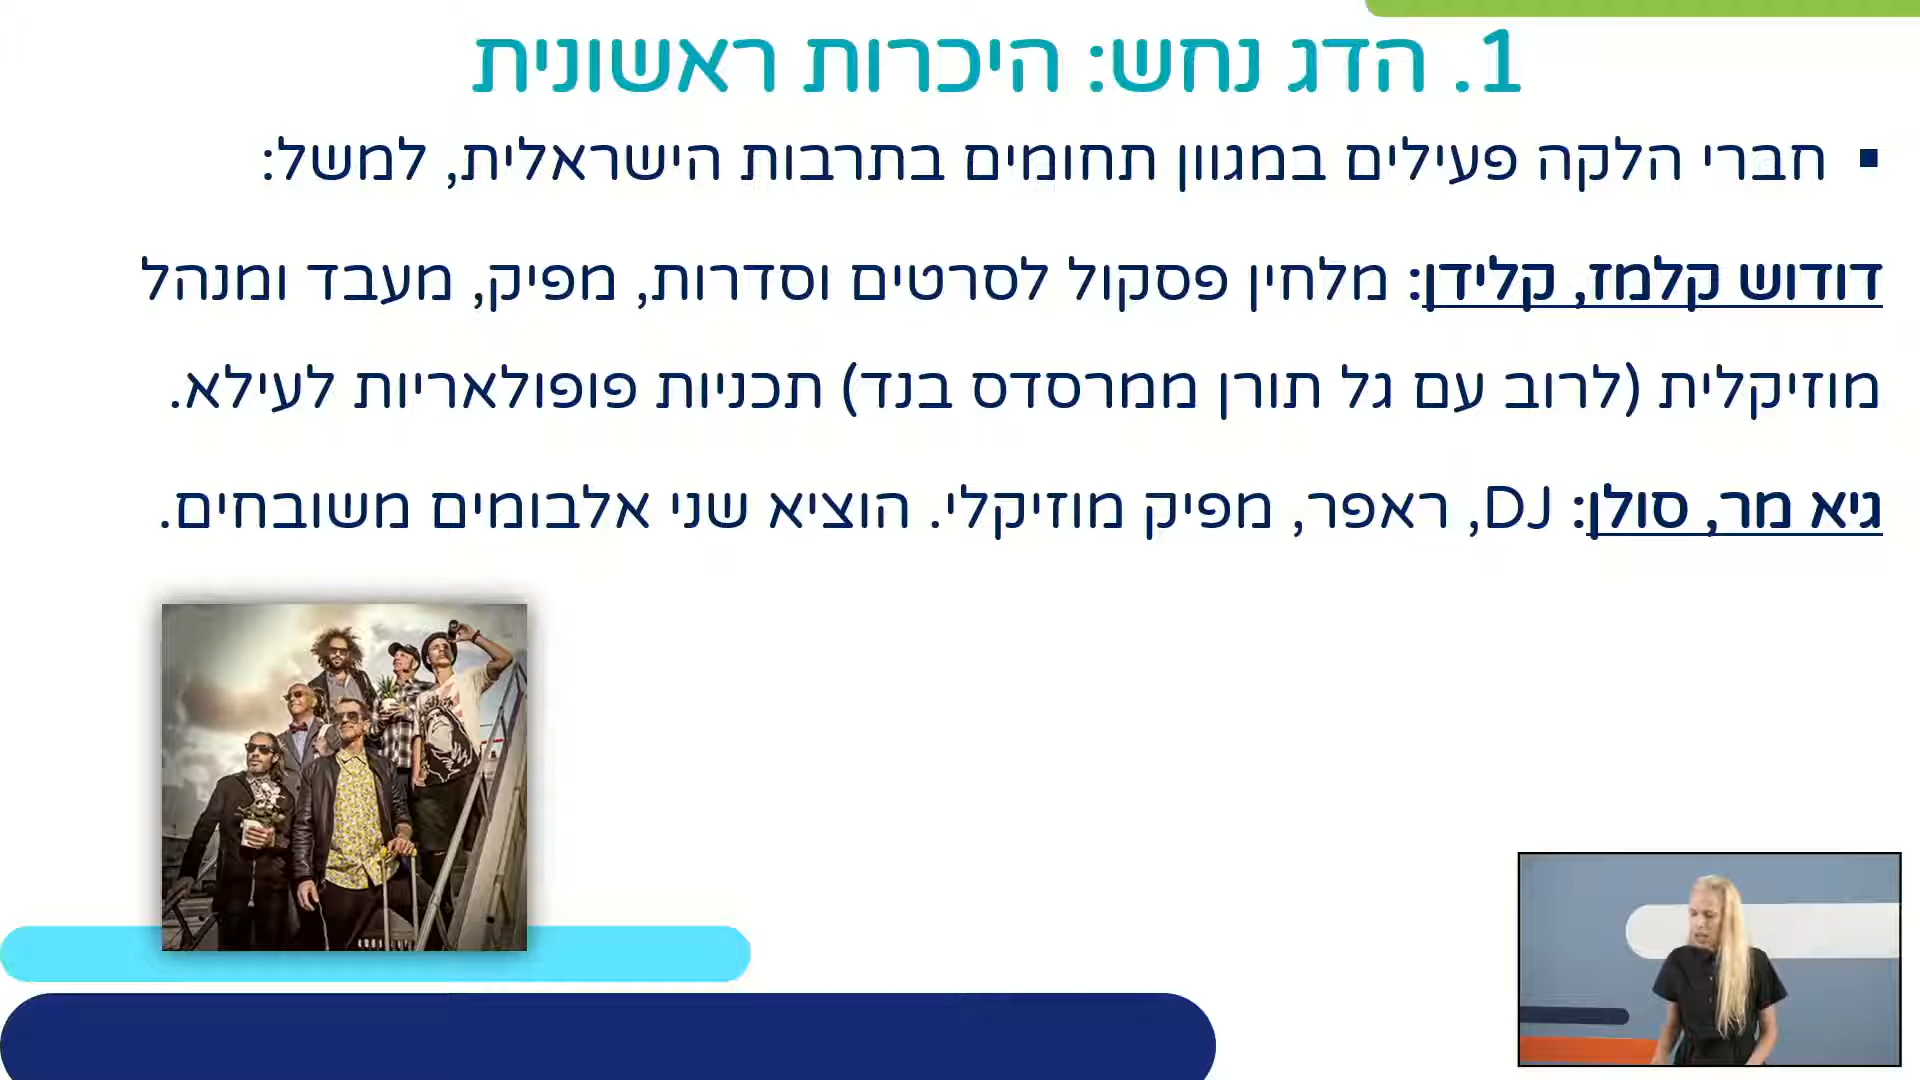 1. הדג נחש: היכרות ראשונית
▪ חברי הלקה פעילים במגוון תחומים בתרבות הישראלית, למשל:
דודוש קלמז, קלידן: מלחין פסקול לסרטים וסדרות, מפיק, מעבד ומנהל
מוזיקלית (לרוב עם גל תורן ממרסדס בנד) תכניות פופולאריות לעילא.
גיא מר, סולן: DJ, ראפר, מפיק מוזיקלי. הוציא שני אלבומים משובחים.